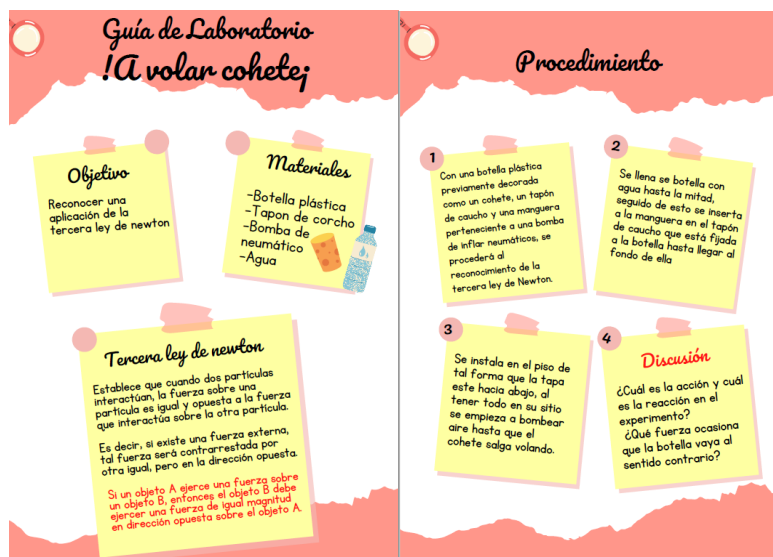 Guía de Laboratorio
!A volar cohete¡
Objetivo
Reconocer una
aplicación de la
tercera ley de newton
Materiales
-Botella plástica
-Tapon de corcho
-Bomba de
neumático
-Agua
Tercera ley de newton
Establece que cuando dos partículas
interactúan, la fuerza sobre una
partícula es igual y opuesta a la fuerza
que interactúa sobre la otra partícula.
Es decir, si existe una fuerza externa,
tal fuerza será contrarrestada por
otra igual, pero en la dirección opuesta.
Si un objeto A ejerce una fuerza sobre
un objeto B, entonces el objeto B debe
ejercer una fuerza de igual magnitud
en dirección opuesta sobre el objeto A.
Procedimiento
1
Con una botella plástica
previamente decorada
como un cohete, un tapón
de caucho y una manguera
perteneciente a una bomba
de inflar neumáticos, se
procederá al
reconocimiento de la
tercera ley de Newton.
2
Se llena se botella con
agua hasta la mitad,
seguido de esto se inserta
a la manguera en el tapón
de caucho que está fijada
a la botella hasta llegar al
fondo de ella
3
Se instala en el piso de
tal forma que la tapa
este hacia abajo, al
tener todo en su sitio
se empieza a bombear
aire hasta que el
cohete salga volando.
4
Discusión
¿Cuál es la acción y cuál
es la reacción en el
experimento?
¿Qué fuerza ocasiona
que la botella vaya al
sentido contrario?